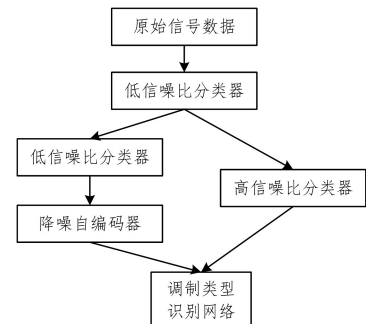 原始信号数据
低信噪比分类器
低信噪比分类器
高信噪比分类器
降噪自编码器
调制类型
识别网络